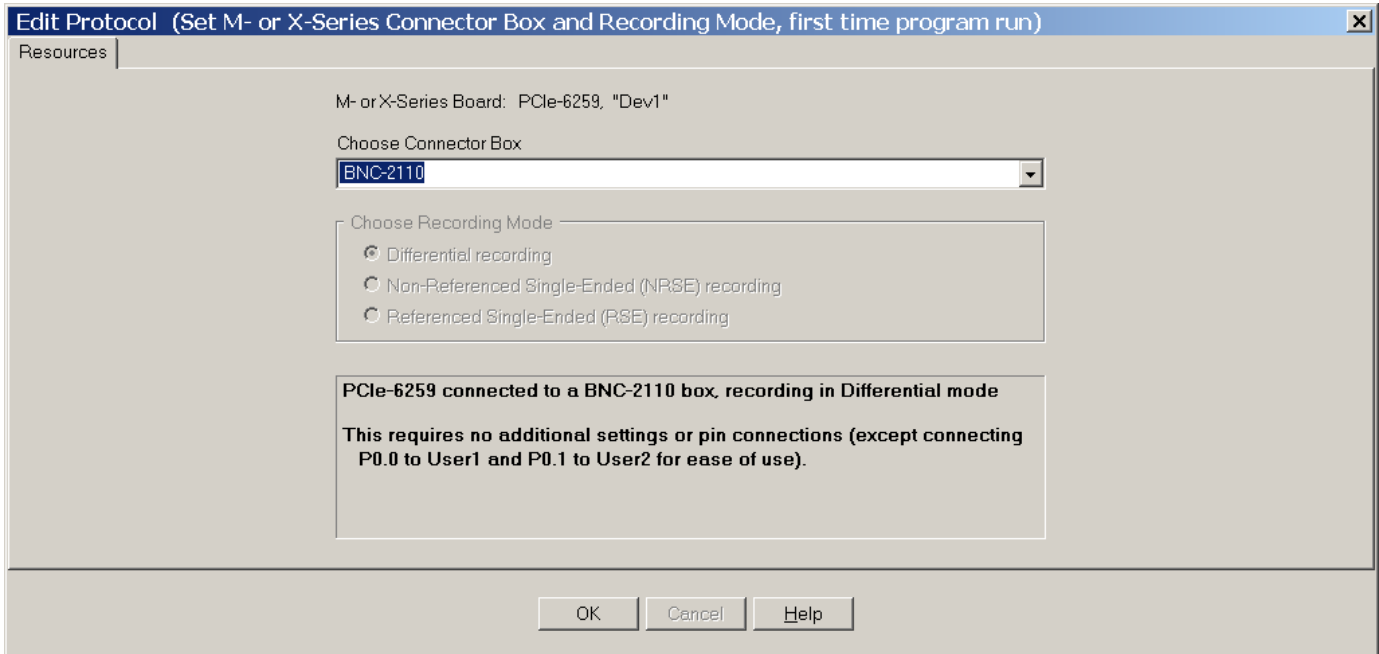 Edit Protocol (Set M- or X-Series Connector Box and Recording Mode, first time program run)
Resources
M- or X-Series Board: PCIe-6259, "Dev1"
Choose Connector Box
BNC-2110
Choose Recording Mode
Differential recording
Non-Referenced Single-Ended (NRSE) recording
Referenced Single-Ended (RSE) recording
PCIe-6259 connected to a BNC-2110 box, recording in Differential mode
This requires no additional settings or pin connections (except connecting
P0.0 to User1 and P0.1 to User2 for ease of use).
OK Cancel Help